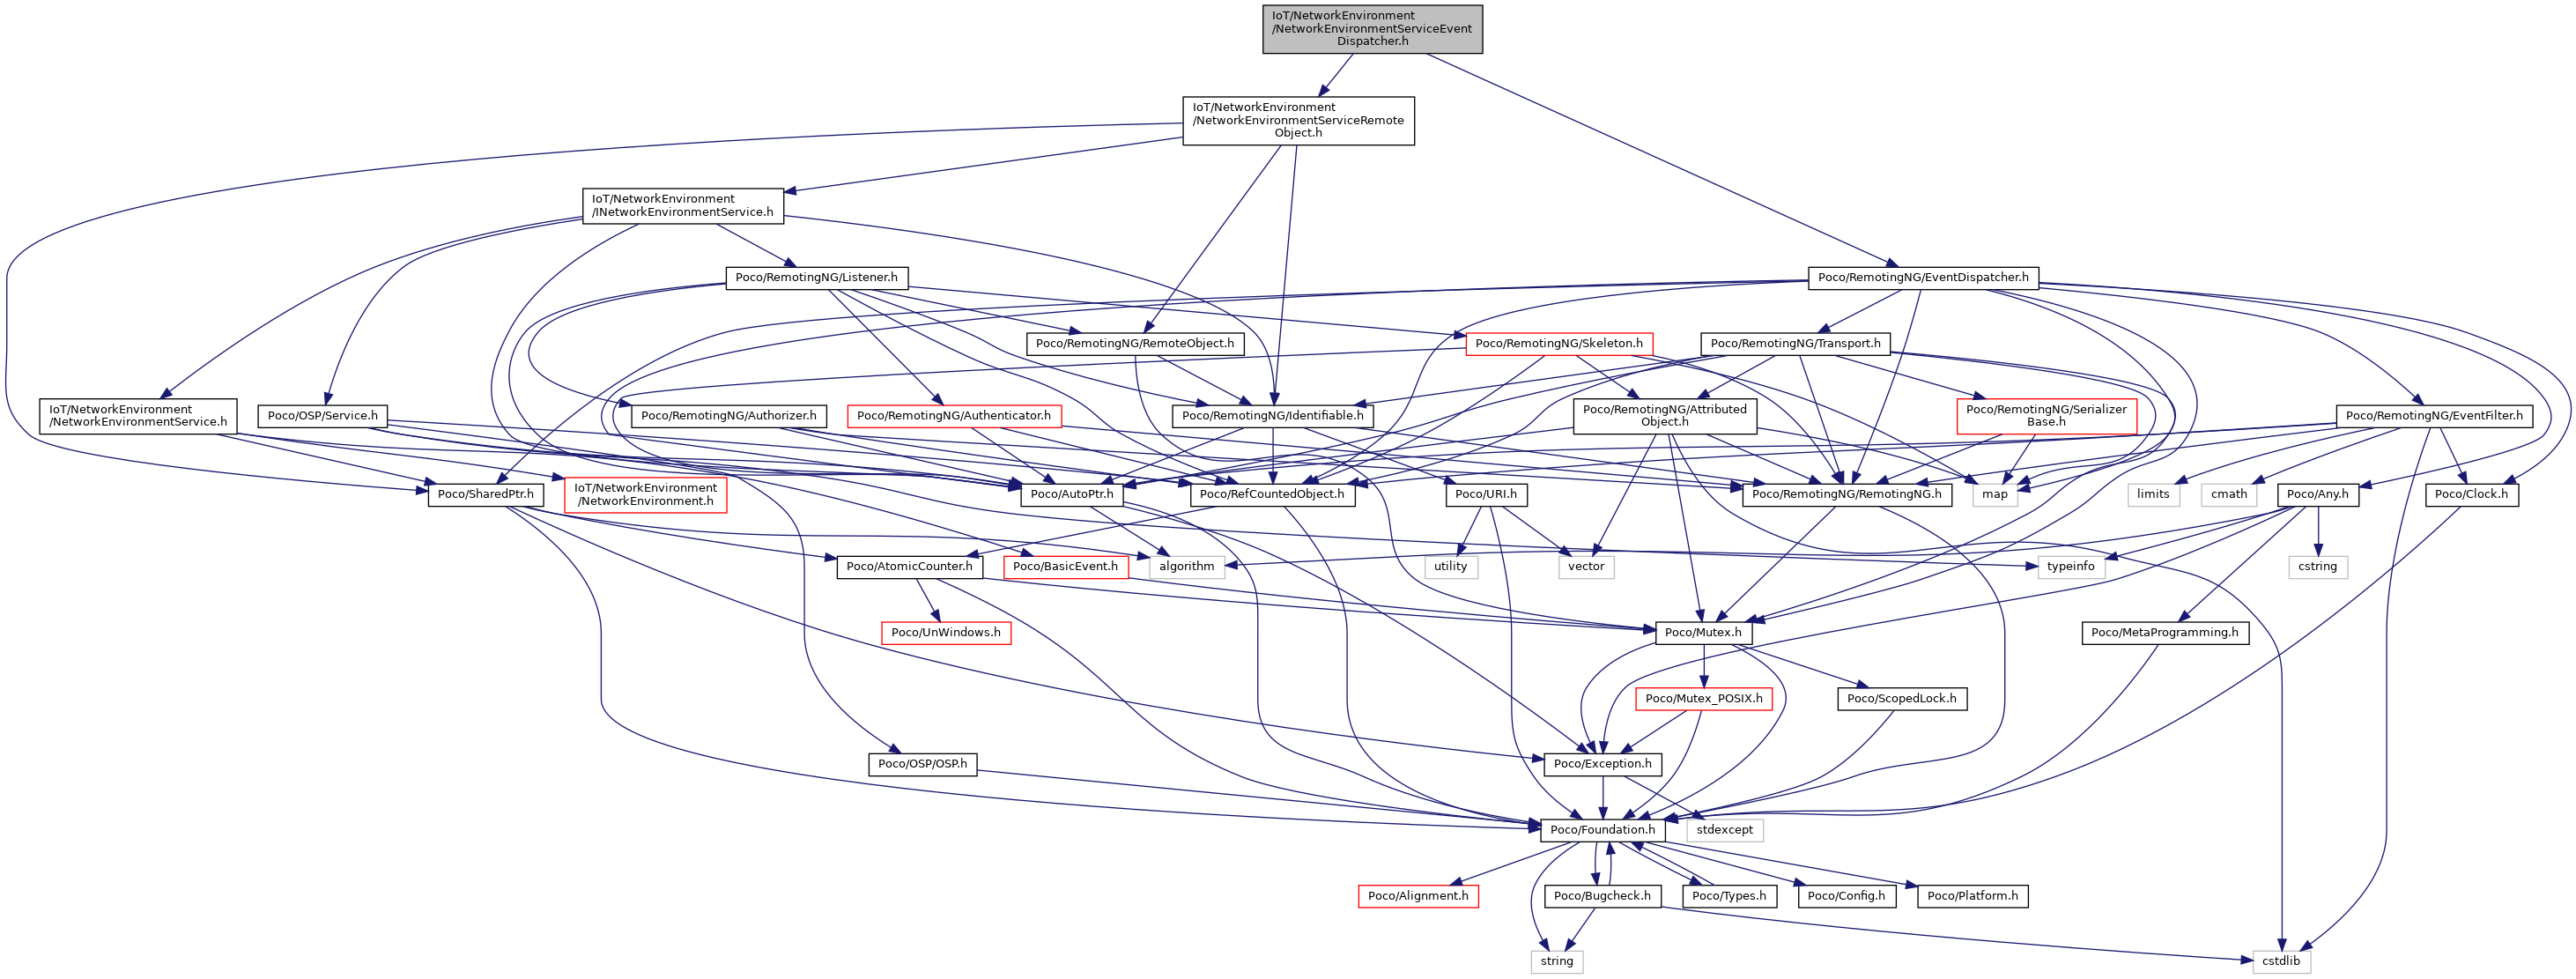 IoT/NetworkEnvironment
/NetworkEnvironmentServiceEvent
Dispatcher.h
IoT/NetworkEnvironment
/NetworkEnvironmentServiceRemote
Object.h
IoT/NetworkEnvironment
/INetworkEnvironmentService.h
Poco/RemotingNG/Listener.h
Poco/RemotingNG/EventDispatcher.h
Poco/RemotingNG/RemoteObject.h
Poco/RemotingNG/Skeleton.h
Poco/RemotingNG/Transport.h
IoT/NetworkEnvironment
/NetworkEnvironmentService.h
Poco/OSP/Service.h
Poco/RemotingNG/Authorizer.h
Poco/RemotingNG/Authenticator.h
Poco/RemotingNG/Identifiable.h
Poco/RemotingNG/Attributed
Object.h
Poco/RemotingNG/Serializer
Base.h
Poco/RemotingNG/EventFilter.h
Poco/SharedPtr.h
IoT/NetworkEnvironment
/NetworkEnvironment.h
Poco/AutoPtr.h
Poco/RefCountedObject.h
Poco/URI.h
Poco/RemotingNG/RemotingNG.h
map
limits
cmath
Poco/Any.h
Poco/Clock.h
Poco/AtomicCounter.h
Poco/BasicEvent.h
algorithm
utility
vector
typeinfo
cstring
Poco/UnWindows.h
Poco/Mutex.h
Poco/MetaProgramming.h
Poco/Mutex_POSIX.h
Poco/ScopedLock.h
Poco/OSP/OSP.h
Poco/Exception.h
Poco/Foundation.h
stdexcept
Poco/Alignment.h
Poco/Bugcheck.h
Poco/Types.h
Poco/Config.h
Poco/Platform.h
string
cstdlib